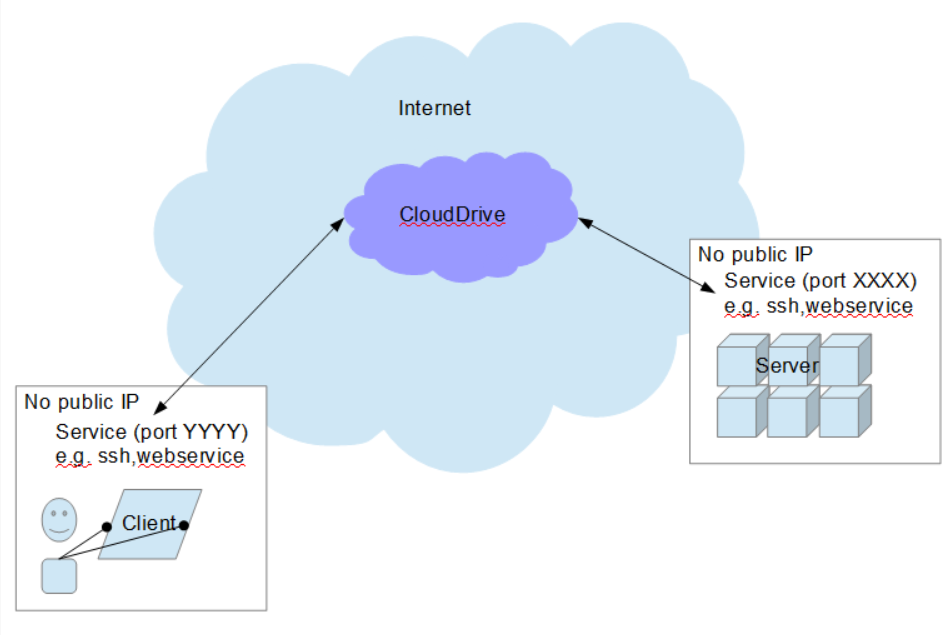 Internet
CloudDrive
No public IP
Service (port XXXX)
e.g. ssh,webservice
Server
No public IP
Service (port YYYY)
e.g. ssh,webservice
Client